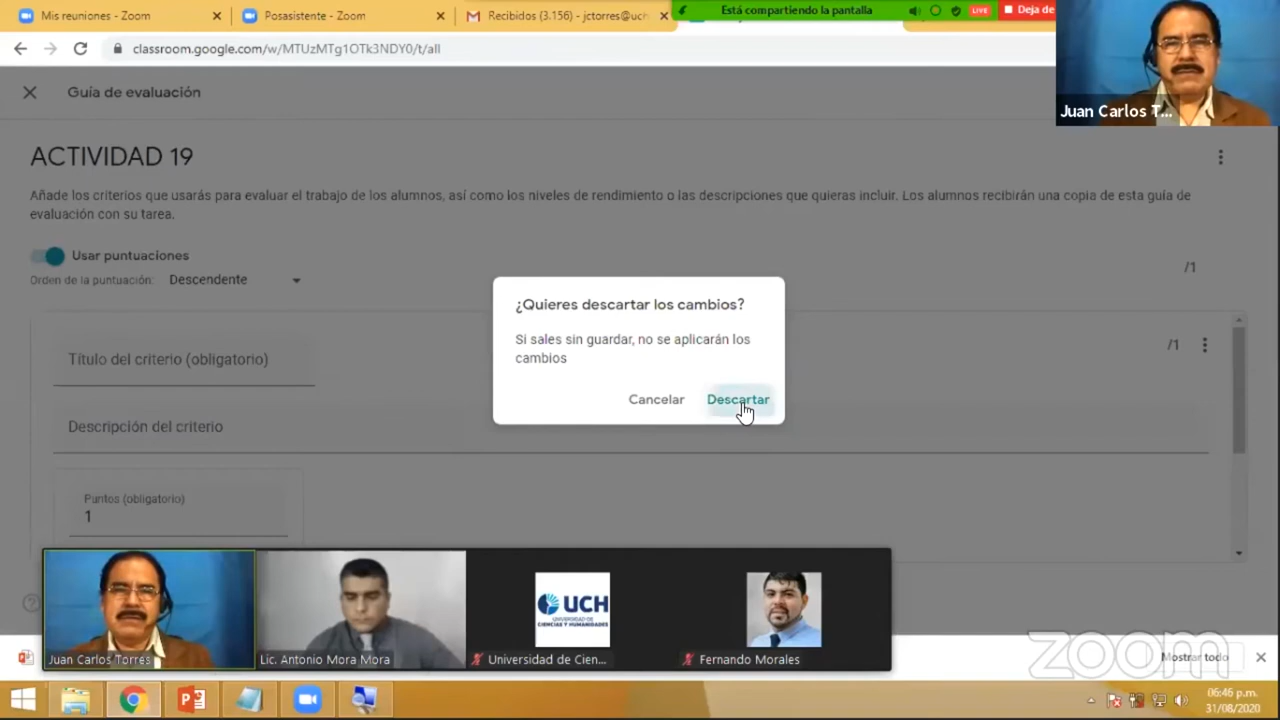 Mis reuniones - Zoom
Posasistente - Zoom
Recibidos (3.156) - jctorres@uch
Está compartiendo la pantalla
LIVE
Deja de
classroom.google.com/w/MTUzMTg1OTk3NDY0/t/all
Juan Carlos T...
Guía de evaluación
ACTIVIDAD 19
Añade los criterios que usarás para evaluar el trabajo de los alumnos, así como los niveles de rendimiento o las descripciones que quieras incluir. Los alumnos recibirán una copia de esta guía de
evaluación con su tarea.
Usar puntuaciones
Orden de la puntuación: Descendente
/1
¿Quieres descartar los cambios?
Si sales sin guardar, no se aplicarán los
cambios
Cancelar Descartar
Título del criterio (obligatorio)
/1
Descripción del criterio
Puntos (obligatorio)
1
UCH
UNIVERSIDAD DE
CIENCIAS Y HUMANIDADES
Juan Carlos Torres
Lic. Antonio Mora Mora
Universidad de Cien...
Fernando Morales
zoom
Mostrar todo
06:46 p.m.
31/08/2020